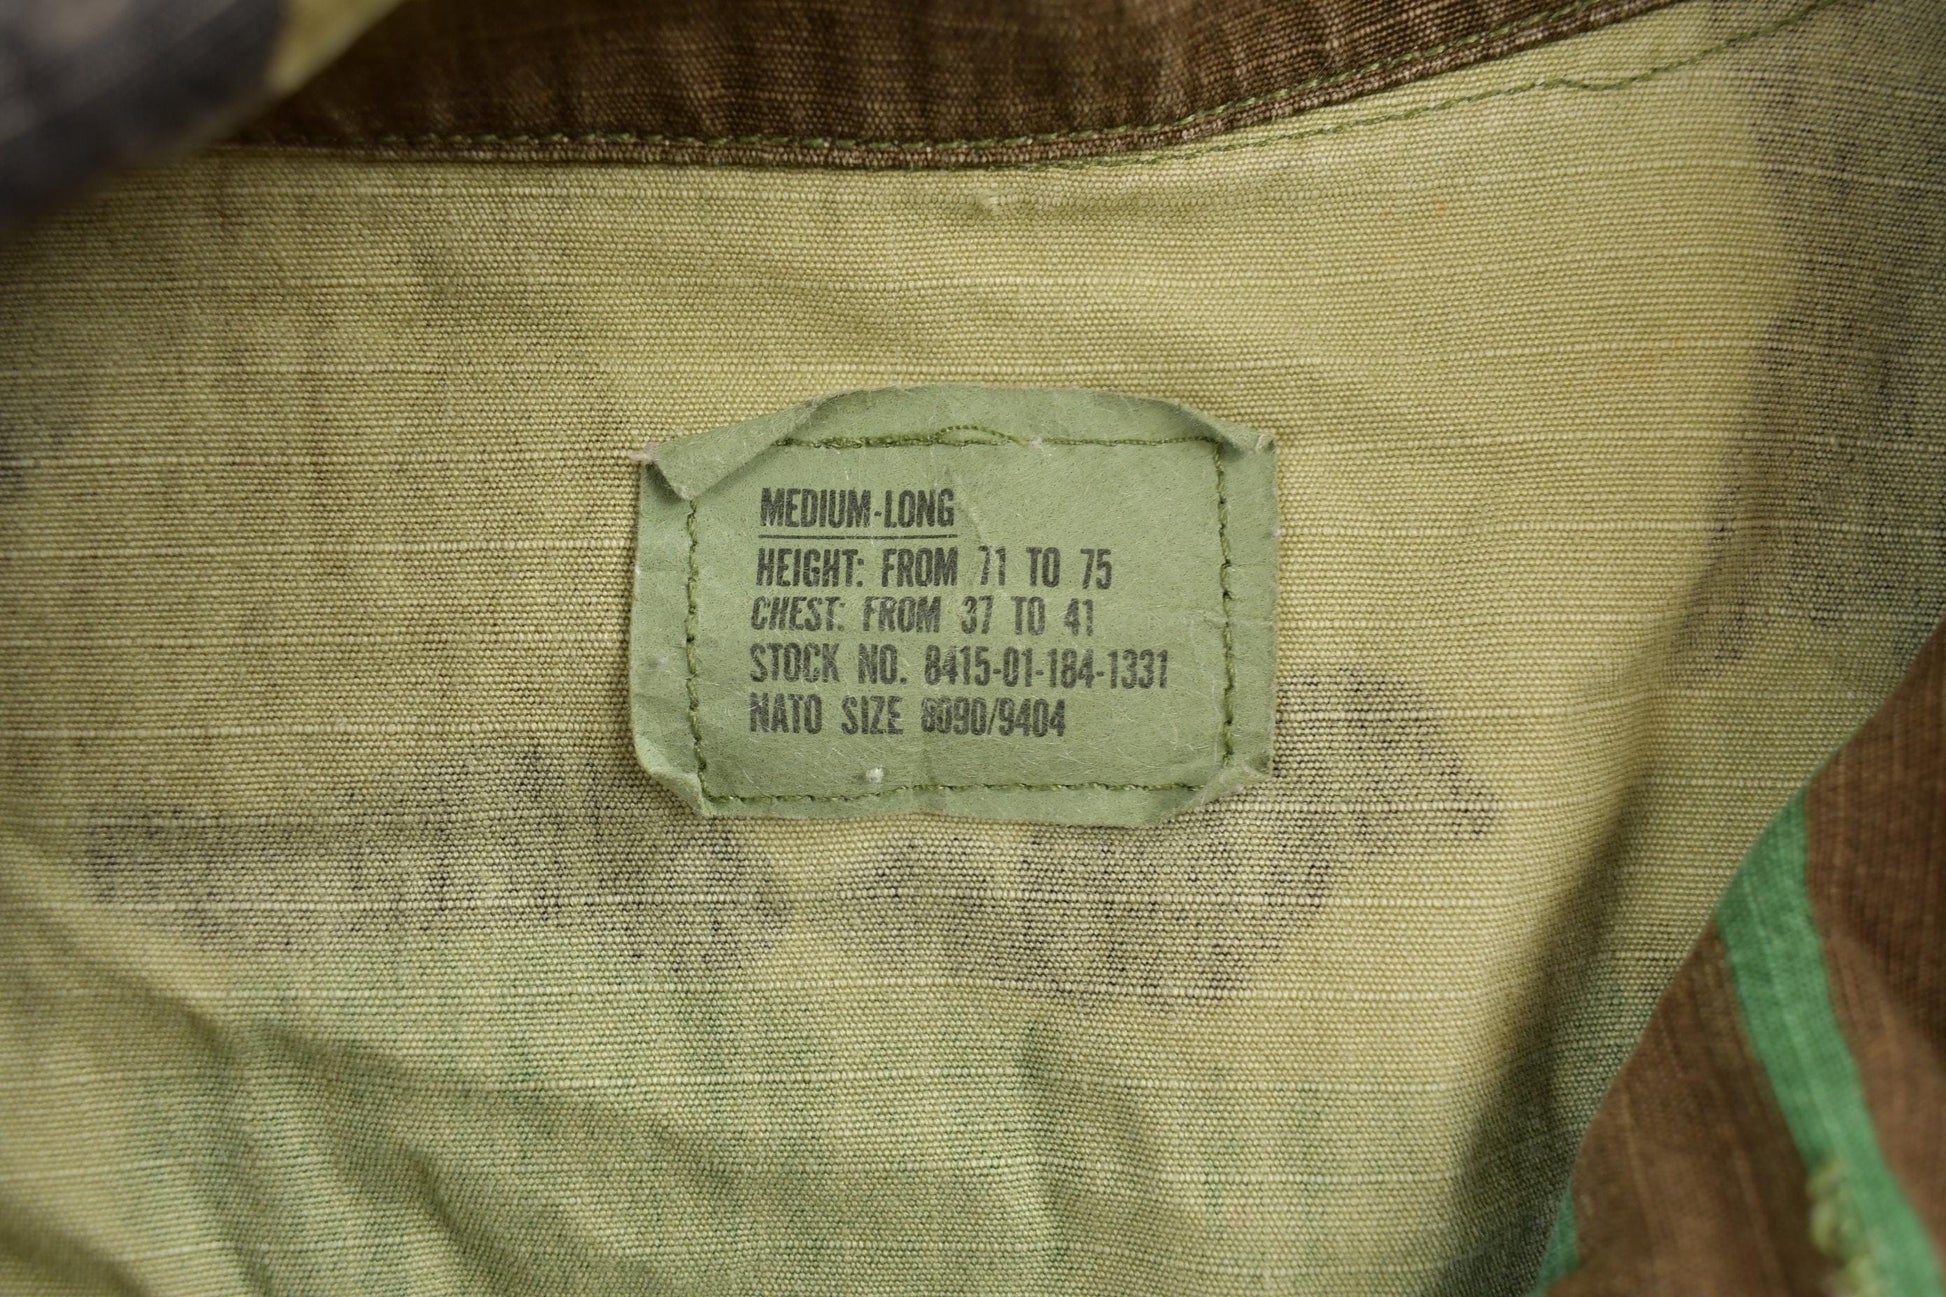 MEDIUM-LONG
HEIGHT: FROM 71 TO 75
CHEST: FROM 37 TO 41
STOCK NO. 8415-01-184-1331
NATO SIZE 8090/9404